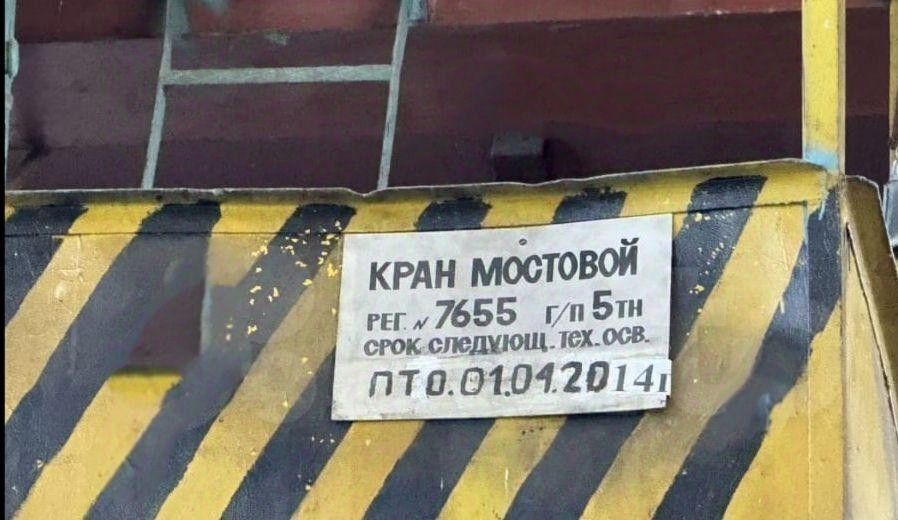 КРАН МОСТОВОЙ
РЕГ. № 7655 Г/П 5ТН
СРОК СЛЕДУЮЩ. ТЕХ. ОСВ.
ПТО.01.04.2014г